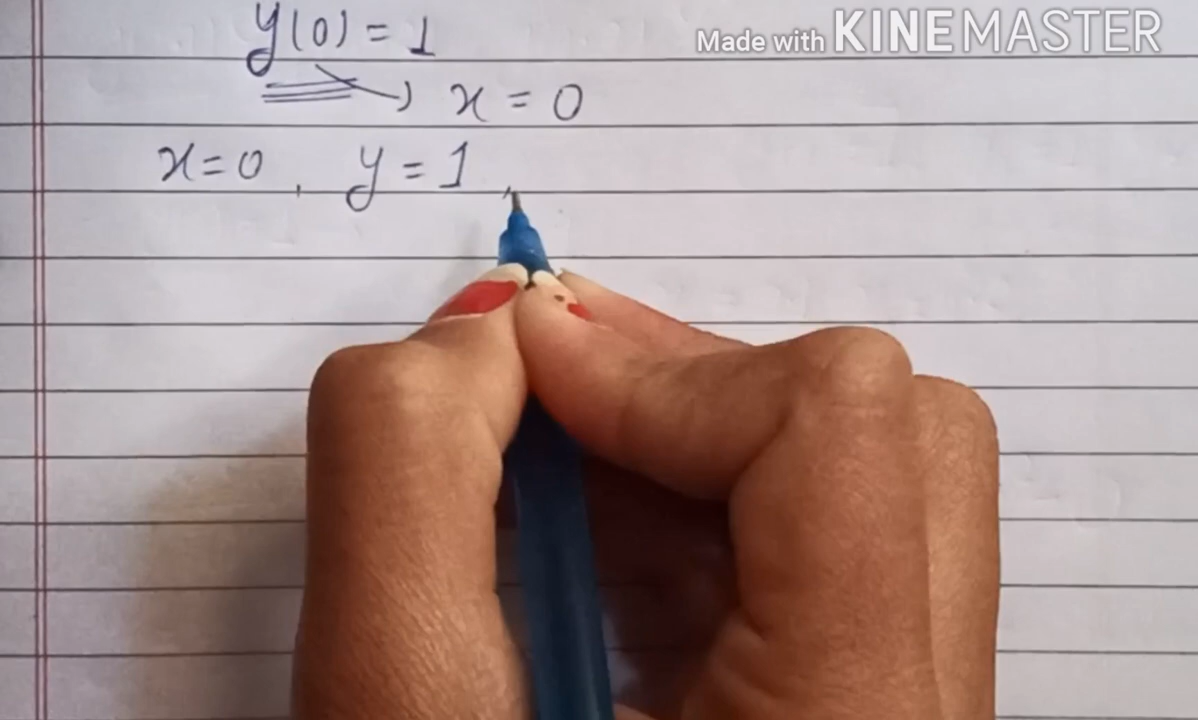 y(0) = 1
Made with KINEMASTER
x = 0
x=0 , y = 1 ,